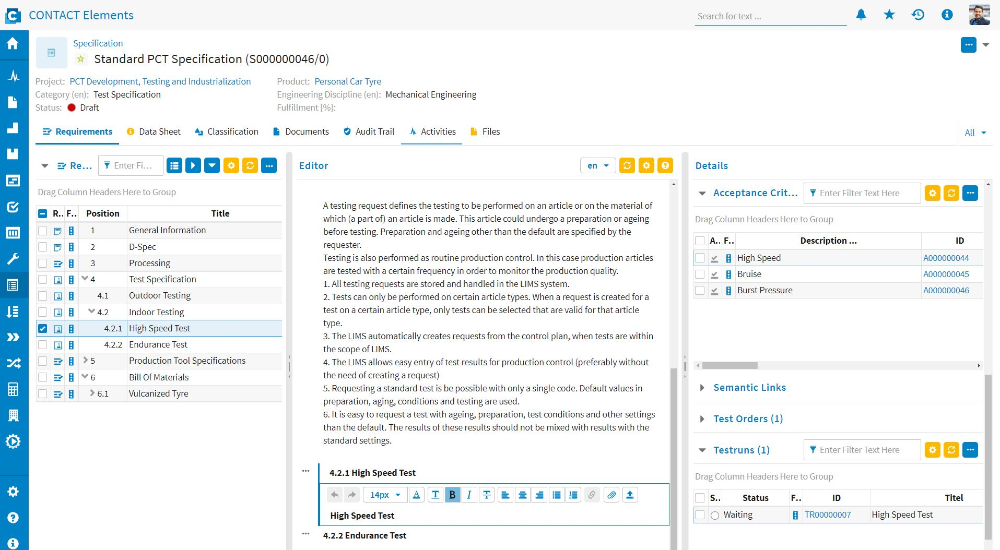 CONTACT Elements
Search for text ...
Specification
Standard PCT Specification (S000000046/0)
Project: PCT Development, Testing and Industrialization
Product: Personal Car Tyre
Category (en): Test Specification
Engineering Discipline (en): Mechanical Engineering
Status: Draft
Fulfillment [%]:
Requirements Data Sheet Classification Documents Audit Trail Activities Files
All
Re...
Enter Fi...
Drag Column Headers Here to Group
R.. F.. Position Title
1 General Information
2 D-Spec
3 Processing
4 Test Specification
4.1 Outdoor Testing
4.2 Indoor Testing
4.2.1 High Speed Test
4.2.2 Endurance Test
5 Production Tool Specifications
6 Bill Of Materials
6.1 Vulcanized Tyre
Editor
en
A testing request defines the testing to be performed on an article or on the material of
which (a part of) an article is made. This article could undergo a preparation or ageing
before testing. Preparation and ageing other than the default are specified by the
requester.
Testing is also performed as routine production control. In this case production articles
are tested with a certain frequency in order to monitor the production quality.
1. All testing requests are stored and handled in the LIMS system.
2. Tests can only be performed on certain article types. When a request is created for a
test on a certain article type, only tests can be selected that are valid for that article
type.
3. The LIMS automatically creates requests from the control plan, when tests are within
the scope of LIMS.
4. The LIMS allows easy entry of test results for production control (preferably without
the need of creating a request)
5. Requesting a standard test is be possible with only a single code. Default values in
preparation, aging, conditions and testing are used.
6. It is easy to request a test with ageing, preparation, test conditions and other settings
than the default. The results of these results should not be mixed with results with the
standard settings.
4.2.1 High Speed Test
14px
High Speed Test
4.2.2 Endurance Test
Details
Acceptance Crit...
Enter Filter Text Here
Drag Column Headers Here to Group
A.. F.. Description ... ID
High Speed A000000044
Bruise A000000045
Burst Pressure A000000046
Semantic Links
Test Orders (1)
Testruns (1)
Enter Filter Text Here
Drag Column Headers Here to Group
S.. Status F.. ID Titel
Waiting TR00000007 High Speed Test